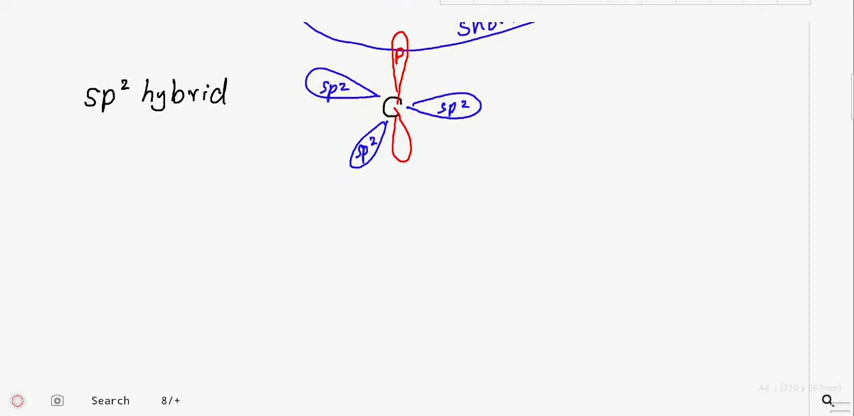 p
sp² hybrid
sp²
C
sp²
sp²
Search 8/+